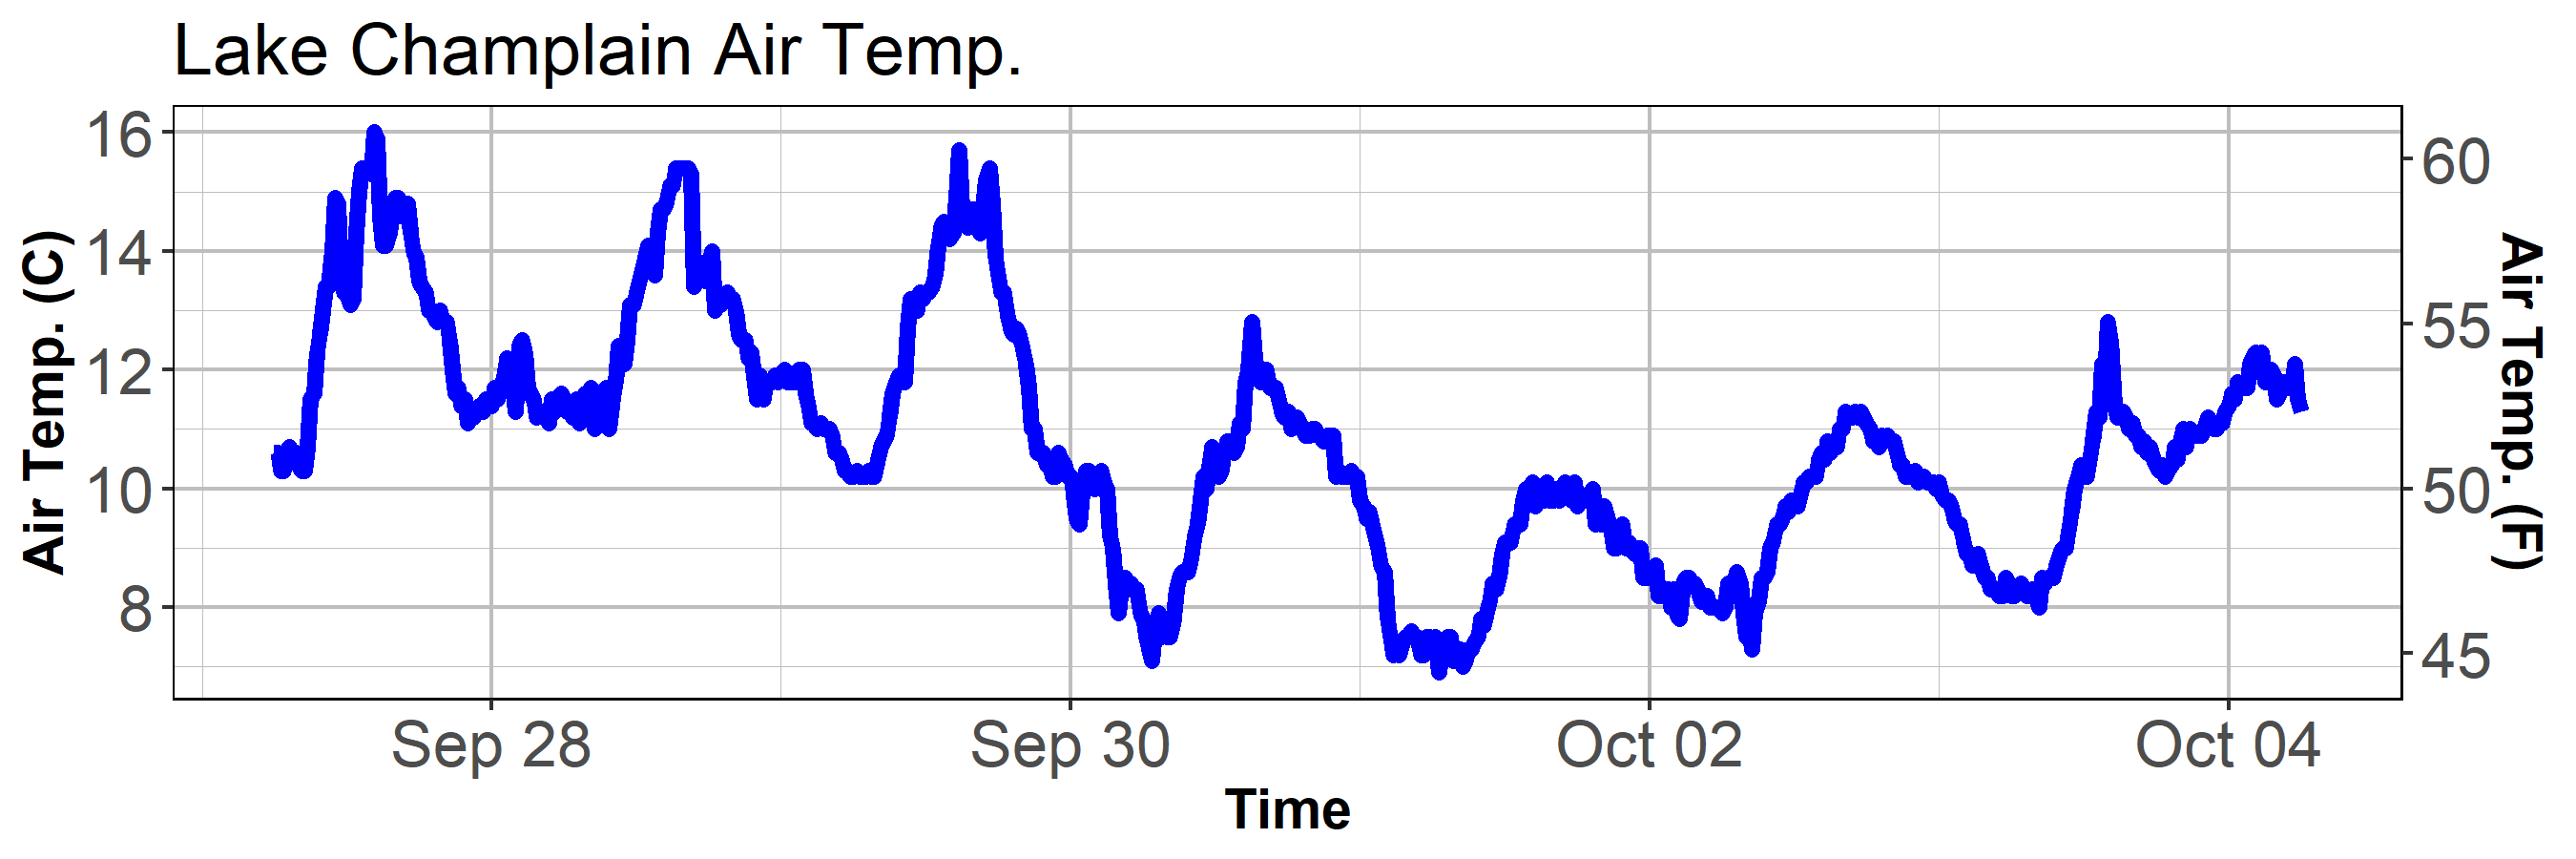 Lake Champlain Air Temp.
Air Temp. (C)
16
14
12
10
8
60
55
50
45
Air Temp. (F)
Sep 28
Sep 30
Oct 02
Oct 04
Time